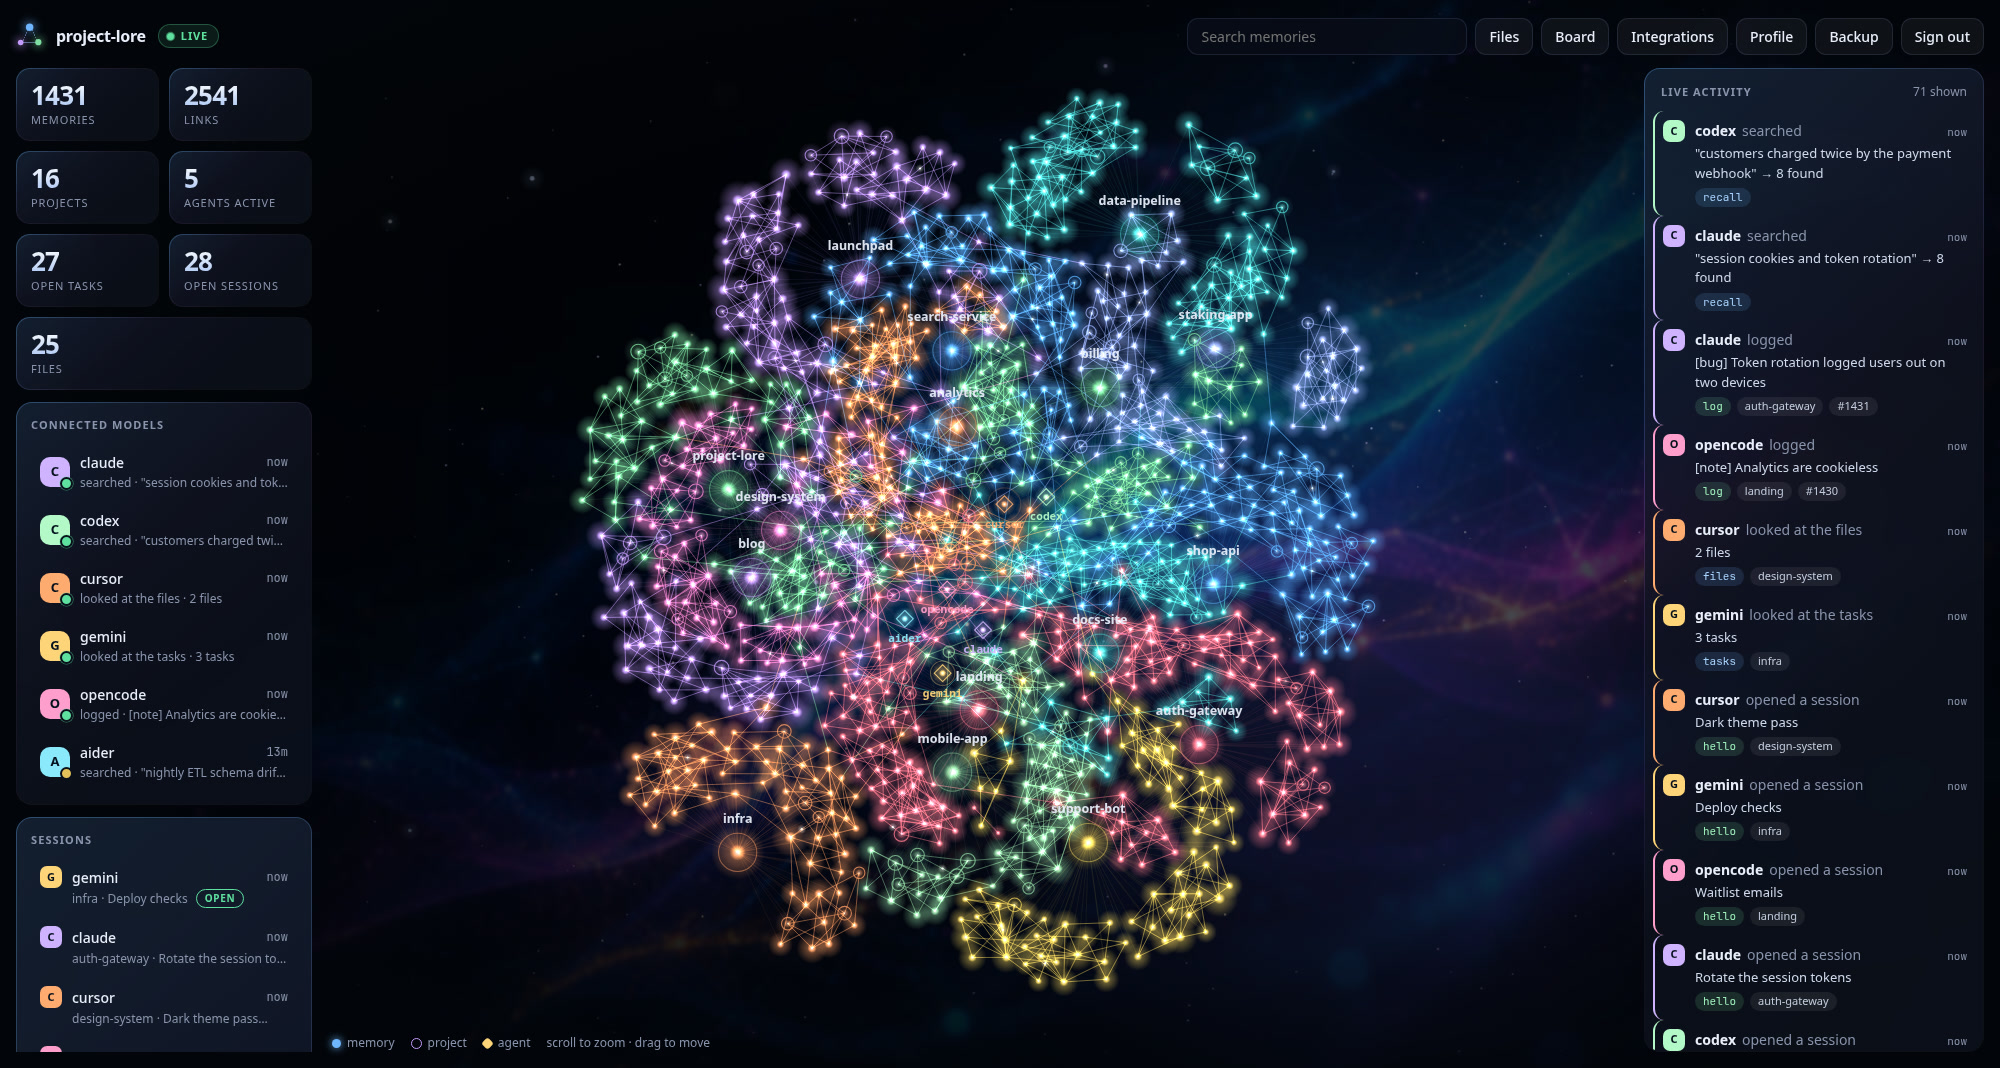 project-lore
LIVE
Search memories
Files
Board
Integrations
Profile
Backup
Sign out
1431
MEMORIES
2541
LINKS
16
PROJECTS
5
AGENTS ACTIVE
27
OPEN TASKS
28
OPEN SESSIONS
25
FILES
CONNECTED MODELS
C
claude
now
searched · "session cookies and tok…
C
codex
now
searched · "customers charged twi…
C
cursor
now
looked at the files · 2 files
G
gemini
now
looked at the tasks · 3 tasks
O
opencode
now
logged · [note] Analytics are cookie…
A
aider
13m
searched · "nightly ETL schema drif…
SESSIONS
G
gemini
now
infra · Deploy checks
OPEN
C
claude
now
auth-gateway · Rotate the session to…
C
cursor
now
design-system · Dark theme pass…
data-pipeline
launchpad
search-service
staking-app
billing
analytics
project-lore
design-system
cursor
codex
blog
shop-api
opencode
docs-site
aider
claude
landing
gemini
auth-gateway
mobile-app
support-bot
infra
memory
project
agent
scroll to zoom · drag to move
LIVE ACTIVITY
71 shown
C
codex searched
now
"customers charged twice by the payment
webhook" → 8 found
recall
C
claude searched
now
"session cookies and token rotation" → 8
found
recall
C
claude logged
now
[bug] Token rotation logged users out on
two devices
log
auth-gateway
#1431
O
opencode logged
now
[note] Analytics are cookieless
log
landing
#1430
C
cursor looked at the files
now
2 files
files
design-system
G
gemini looked at the tasks
now
3 tasks
tasks
infra
C
cursor opened a session
now
Dark theme pass
hello
design-system
G
gemini opened a session
now
Deploy checks
hello
infra
O
opencode opened a session
now
Waitlist emails
hello
landing
C
claude opened a session
now
Rotate the session tokens
hello
auth-gateway
C
codex opened a session
now